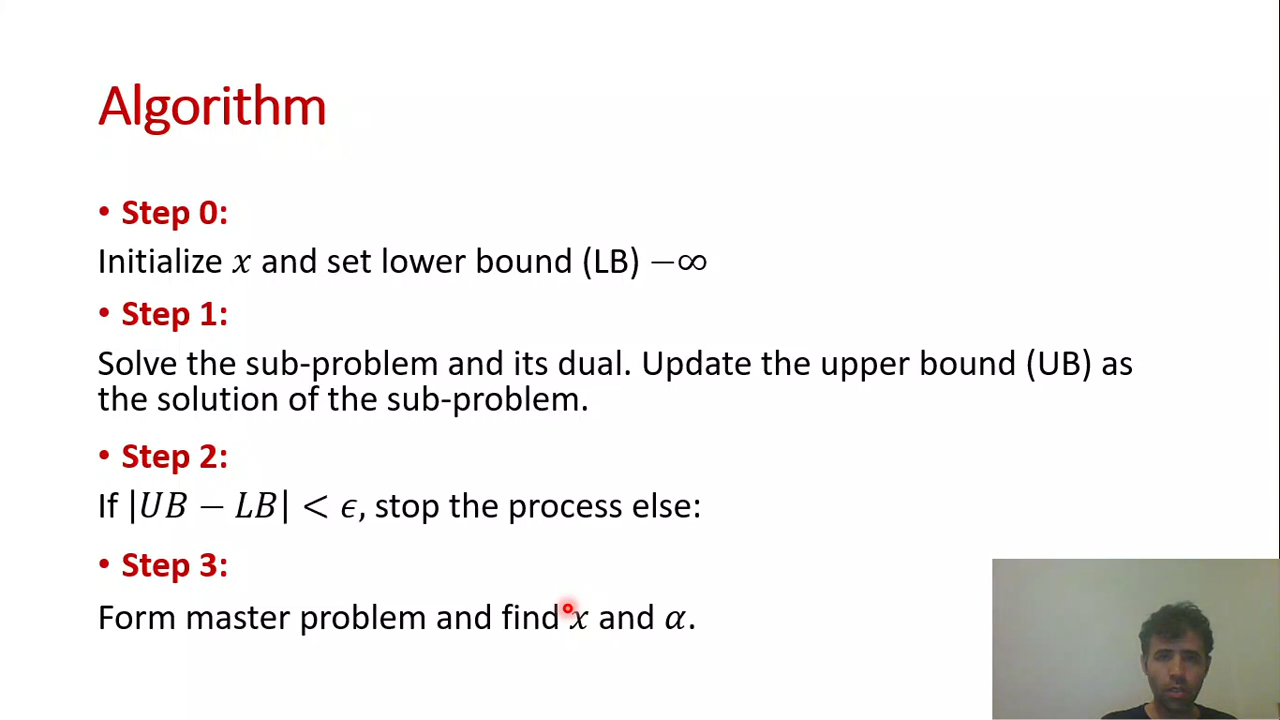 Algorithm
• Step 0:
Initialize 𝑥 and set lower bound (LB) −∞
• Step 1:
Solve the sub-problem and its dual. Update the upper bound (UB) as
the solution of the sub-problem.
• Step 2:
If |𝑈𝐵 − 𝐿𝐵| < 𝜖, stop the process else:
• Step 3:
Form master problem and find 𝑥 and 𝛼.